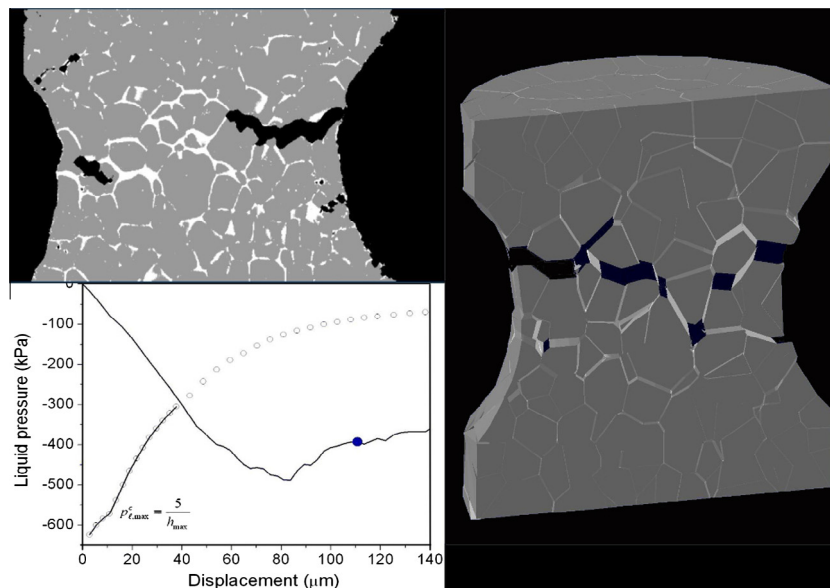 0
-100
-200
-300
-400
-500
-600
Liquid pressure (kPa)
p^c_{ℓ,max} = 5 / h_max
0 20 40 60 80 100 120 140
Displacement (μm)